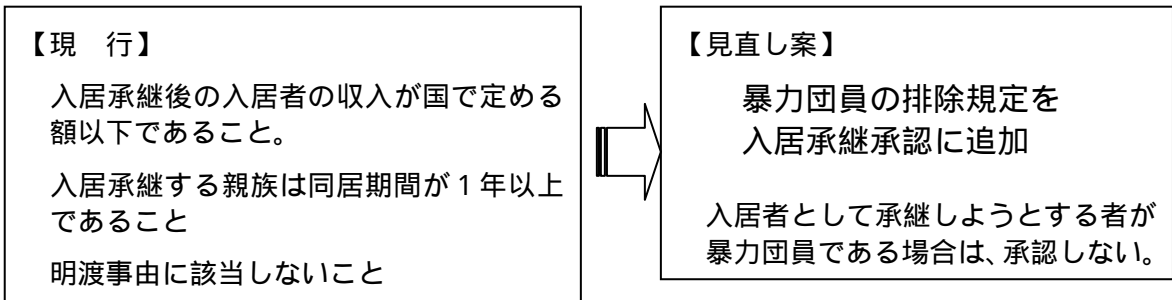 【現　行】
入居承継後の入居者の収入が国で定める
額以下であること。
入居承継する親族は同居期間が１年以上
であること
明渡事由に該当しないこと
【見直し案】
暴力団員の排除規定を
入居承継承認に追加
入居者として承継しようとする者が
暴力団員である場合は、承認しない。